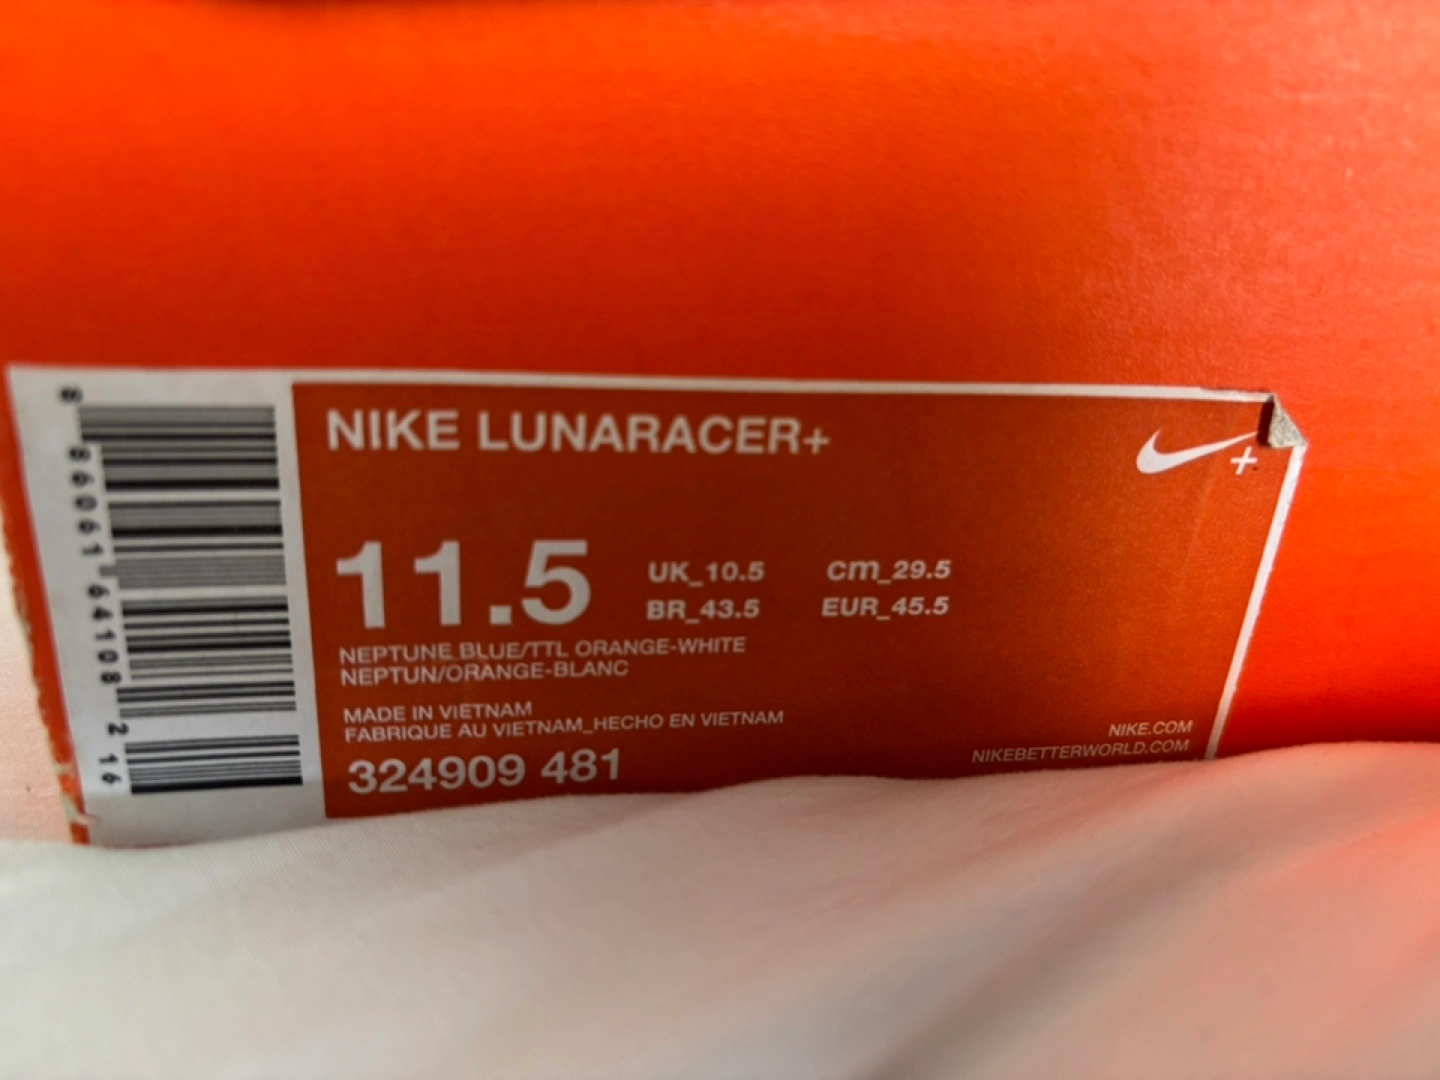 NIKE LUNARACER+
11.5
UK_10.5 CM_29.5
BR_43.5 EUR_45.5
NEPTUNE BLUE/TTL ORANGE-WHITE
NEPTUN/ORANGE-BLANC
MADE IN VIETNAM
FABRIQUE AU VIETNAM_HECHO EN VIETNAM
324909 481
NIKE.COM
NIKEBETTERWORLD.COM
8 86061 64108 2 16